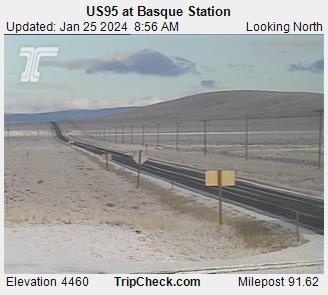 US95 at Basque Station
Updated: Jan 25 2024 8:56 AM Looking North
Elevation 4460 TripCheck.com Milepost 91.62